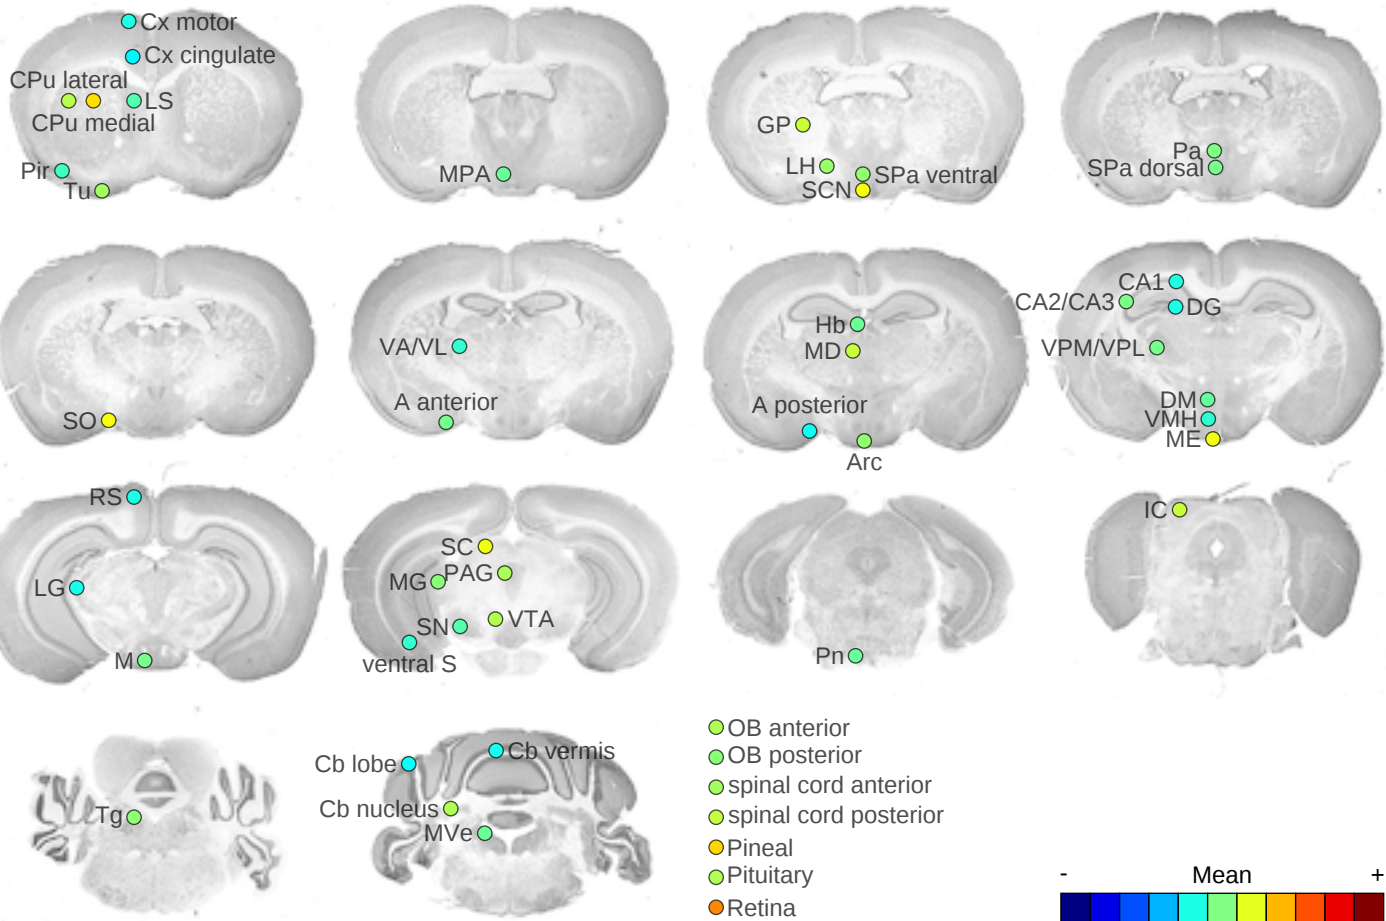 Cx motor
Cx cingulate
CPu lateral
LS
CPu medial
Pir
Tu
MPA
GP
LH
SPa ventral
SCN
Pa
SPa dorsal
SO
VA/VL
A anterior
Hb
MD
A posterior
Arc
CA1
CA2/CA3
DG
VPM/VPL
DM
VMH
ME
RS
LG
M
SC
MG
PAG
SN
VTA
ventral S
Pn
IC
Tg
Cb lobe
Cb vermis
Cb nucleus
MVe
OB anterior
OB posterior
spinal cord anterior
spinal cord posterior
Pineal
Pituitary
Retina
- Mean +